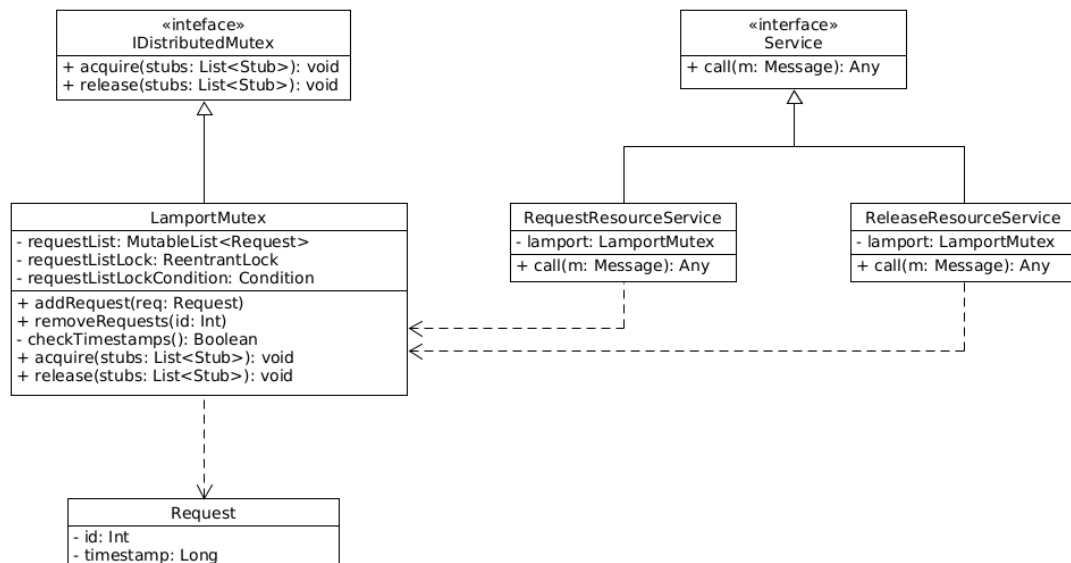 «inteface»
IDistributedMutex
+ acquire(stubs: List<Stub>): void
+ release(stubs: List<Stub>): void
«interface»
Service
+ call(m: Message): Any
LamportMutex
- requestList: MutableList<Request>
- requestListLock: ReentrantLock
- requestListLockCondition: Condition
+ addRequest(req: Request)
+ removeRequests(id: Int)
- checkTimestamps(): Boolean
+ acquire(stubs: List<Stub>): void
+ release(stubs: List<Stub>): void
RequestResourceService
- lamport: LamportMutex
+ call(m: Message): Any
ReleaseResourceService
- lamport: LamportMutex
+ call(m: Message): Any
Request
- id: Int
- timestamp: Long